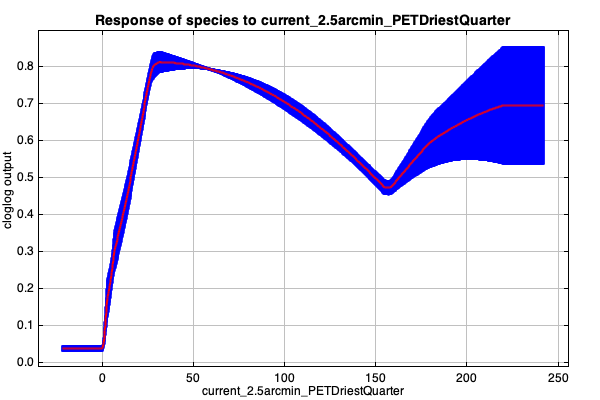 Response of species to current_2.5arcmin_PETDriestQuarter
cloglog output
0.8
0.7
0.6
0.5
0.4
0.3
0.2
0.1
0.0
0 50 100 150 200 250
current_2.5arcmin_PETDriestQuarter